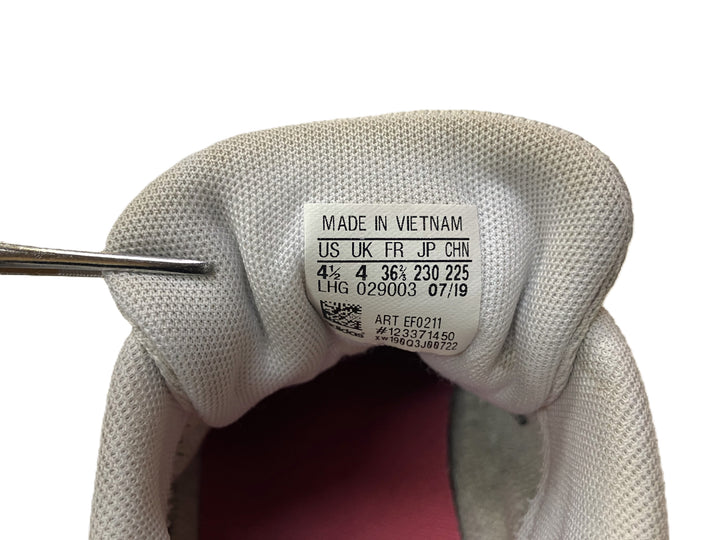 MADE IN VIETNAM
US UK FR JP CHN
4½ 4 36⅔ 230 225
LHG 029003 07/19
adidas
ART EF0211
#123371450
xw190Q3J00722